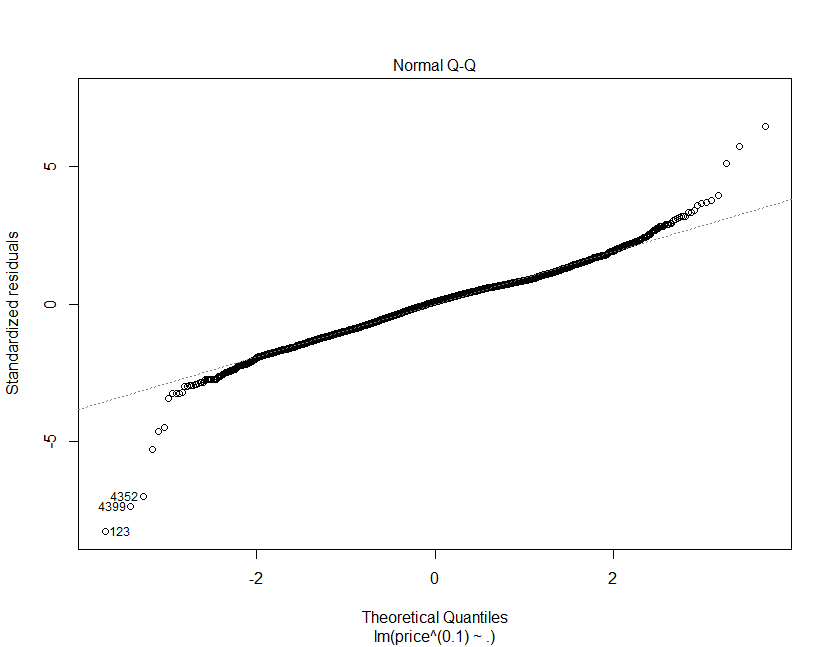 Normal Q-Q
5
0
-5
Standardized residuals
4352
4399
123
-2
0
2
Theoretical Quantiles
lm(price^(0.1) ~ .)